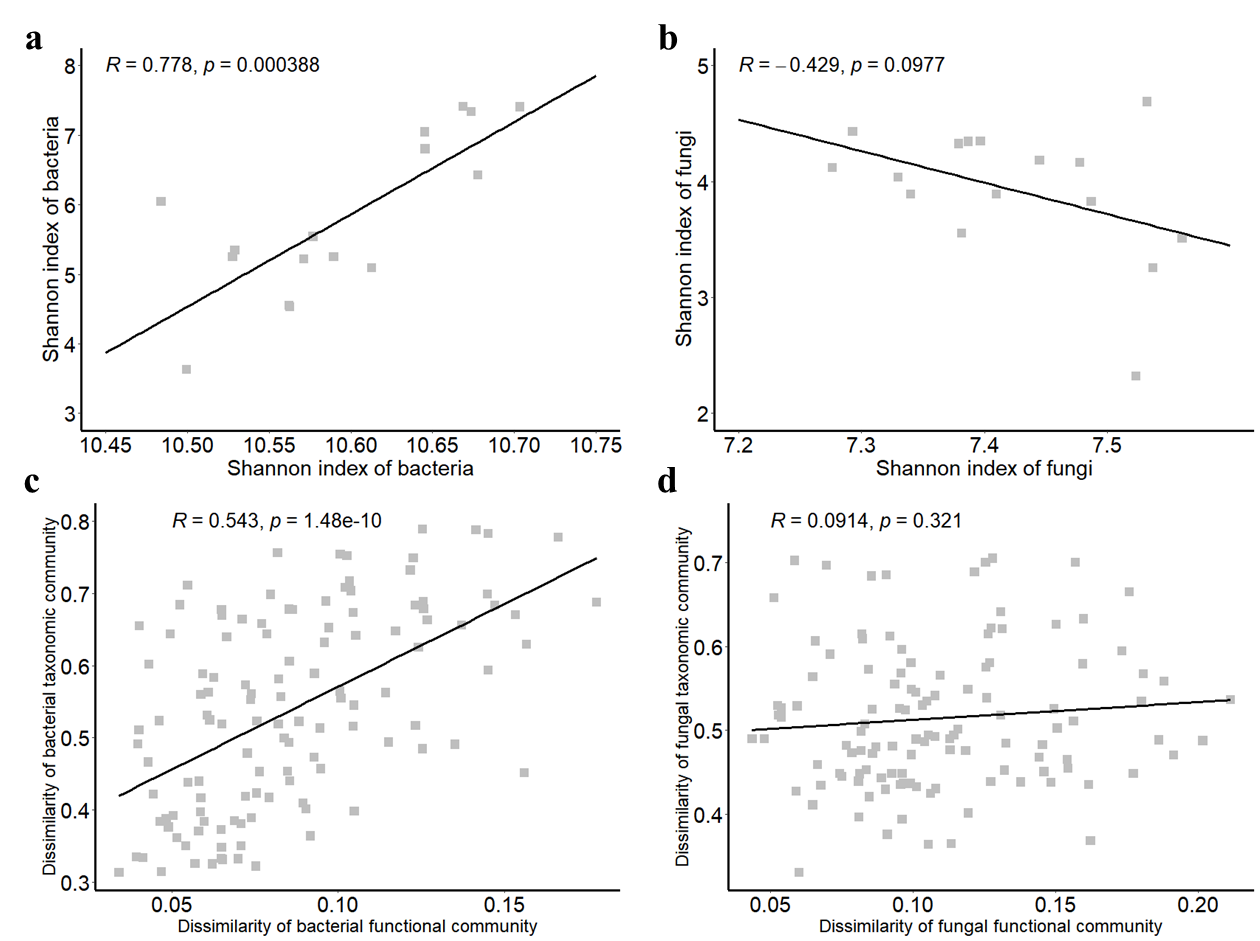 a
R = 0.778, p = 0.000388
8
7
6
5
4
3
Shannon index of bacteria
10.45 10.50 10.55 10.60 10.65 10.70 10.75
Shannon index of bacteria
b
R = −0.429, p = 0.0977
5
4
3
2
Shannon index of fungi
7.2 7.3 7.4 7.5
Shannon index of fungi
c
R = 0.543, p = 1.48e-10
0.8
0.7
0.6
0.5
0.4
0.3
Dissimilarity of bacterial taxonomic community
0.05 0.10 0.15
Dissimilarity of bacterial functional community
d
R = 0.0914, p = 0.321
0.7
0.6
0.5
0.4
Dissimilarity of fungal taxonomic community
0.05 0.10 0.15 0.20
Dissimilarity of fungal functional community